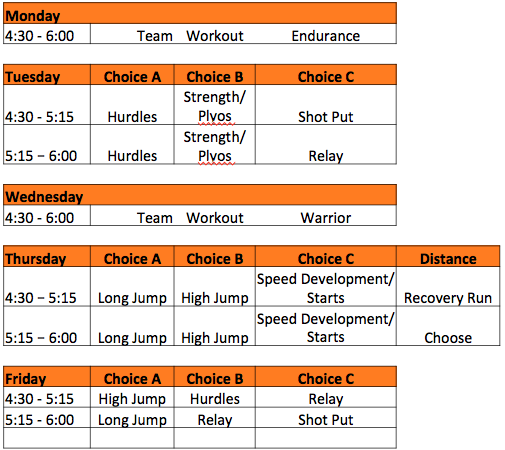 Monday
4:30 - 6:00 Team Workout Endurance
Tuesday Choice A Choice B Choice C
4:30 - 5:15 Hurdles Strength/ Plyos Shot Put
5:15 – 6:00 Hurdles Strength/ Plyos Relay
Wednesday
4:30 - 6:00 Team Workout Warrior
Thursday Choice A Choice B Choice C Distance
4:30 – 5:15 Long Jump High Jump Speed Development/ Starts Recovery Run
5:15 – 6:00 Long Jump High Jump Speed Development/ Starts Choose
Friday Choice A Choice B Choice C
4:30 - 5:15 High Jump Hurdles Relay
5:15 - 6:00 Long Jump Relay Shot Put